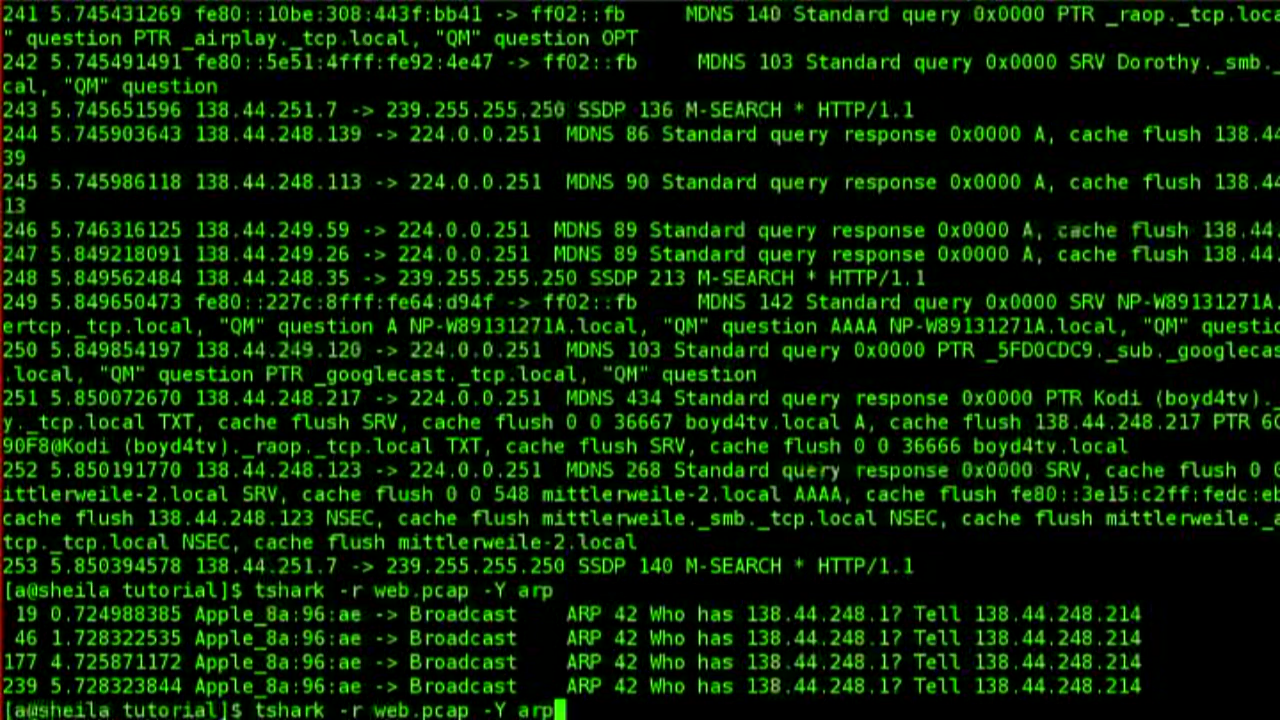 241 5.745431269 fe80::10be:308:443f:bb41 -> ff02::fb MDNS 140 Standard query 0x0000 PTR _raop._tcp.loca
" question PTR _airplay._tcp.local, "QM" question OPT
242 5.745491491 fe80::5e51:4fff:fe92:4e47 -> ff02::fb MDNS 103 Standard query 0x0000 SRV Dorothy._smb._
cal, "QM" question
243 5.745651596 138.44.251.7 -> 239.255.255.250 SSDP 136 M-SEARCH * HTTP/1.1
244 5.745903643 138.44.248.139 -> 224.0.0.251 MDNS 86 Standard query response 0x0000 A, cache flush 138.44
39
245 5.745986118 138.44.248.113 -> 224.0.0.251 MDNS 90 Standard query response 0x0000 A, cache flush 138.44
13
246 5.746316125 138.44.249.59 -> 224.0.0.251 MDNS 89 Standard query response 0x0000 A, cache flush 138.44.
247 5.849218091 138.44.249.26 -> 224.0.0.251 MDNS 89 Standard query response 0x0000 A, cache flush 138.44.
248 5.849562484 138.44.248.35 -> 239.255.255.250 SSDP 213 M-SEARCH * HTTP/1.1
249 5.849650473 fe80::227c:8fff:fe64:d94f -> ff02::fb MDNS 142 Standard query 0x0000 SRV NP-W89131271A
ertcp._tcp.local, "QM" question A NP-W89131271A.local, "QM" question AAAA NP-W89131271A.local, "QM" questio
250 5.849854197 138.44.249.120 -> 224.0.0.251 MDNS 103 Standard query 0x0000 PTR _5FD0CDC9._sub._googlecas
.local, "QM" question PTR _googlecast._tcp.local, "QM" question
251 5.850072670 138.44.248.217 -> 224.0.0.251 MDNS 434 Standard query response 0x0000 PTR Kodi (boyd4tv)._
y._tcp.local TXT, cache flush SRV, cache flush 0 0 36667 boyd4tv.local A, cache flush 138.44.248.217 PTR 60
90F8@Kodi (boyd4tv)._raop._tcp.local TXT, cache flush SRV, cache flush 0 0 36666 boyd4tv.local
252 5.850191770 138.44.248.123 -> 224.0.0.251 MDNS 268 Standard query response 0x0000 SRV, cache flush 0 0
ittlerweile-2.local SRV, cache flush 0 0 548 mittlerweile-2.local AAAA, cache flush fe80::3e15:c2ff:fedc:eb
cache flush 138.44.248.123 NSEC, cache flush mittlerweile._smb._tcp.local NSEC, cache flush mittlerweile._a
tcp._tcp.local NSEC, cache flush mittlerweile-2.local
253 5.850394578 138.44.251.7 -> 239.255.255.250 SSDP 140 M-SEARCH * HTTP/1.1
[a@sheila tutorial]$ tshark -r web.pcap -Y arp
19 0.724988385 Apple_8a:96:ae -> Broadcast ARP 42 Who has 138.44.248.1? Tell 138.44.248.214
46 1.728322535 Apple_8a:96:ae -> Broadcast ARP 42 Who has 138.44.248.1? Tell 138.44.248.214
177 4.725871172 Apple_8a:96:ae -> Broadcast ARP 42 Who has 138.44.248.1? Tell 138.44.248.214
239 5.728323844 Apple_8a:96:ae -> Broadcast ARP 42 Who has 138.44.248.1? Tell 138.44.248.214
[a@sheila tutorial]$ tshark -r web.pcap -Y arp